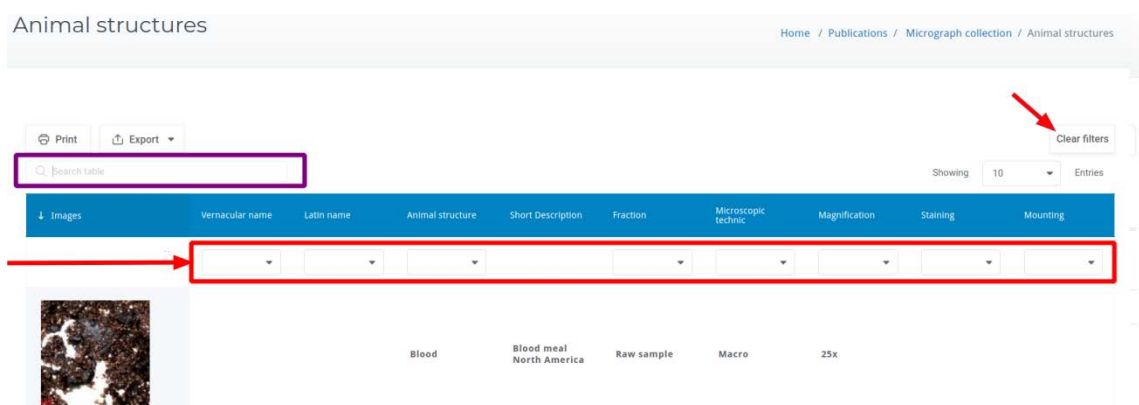 Animal structures
Home / Publications / Micrograph collection / Animal structures
Print
Export
Clear filters
Search table
Showing 10 Entries
Images Vernacular name Latin name Animal structure Short Description Fraction Microscopic technic Magnification Staining Mounting
Blood Blood meal North America Raw sample Macro 25x